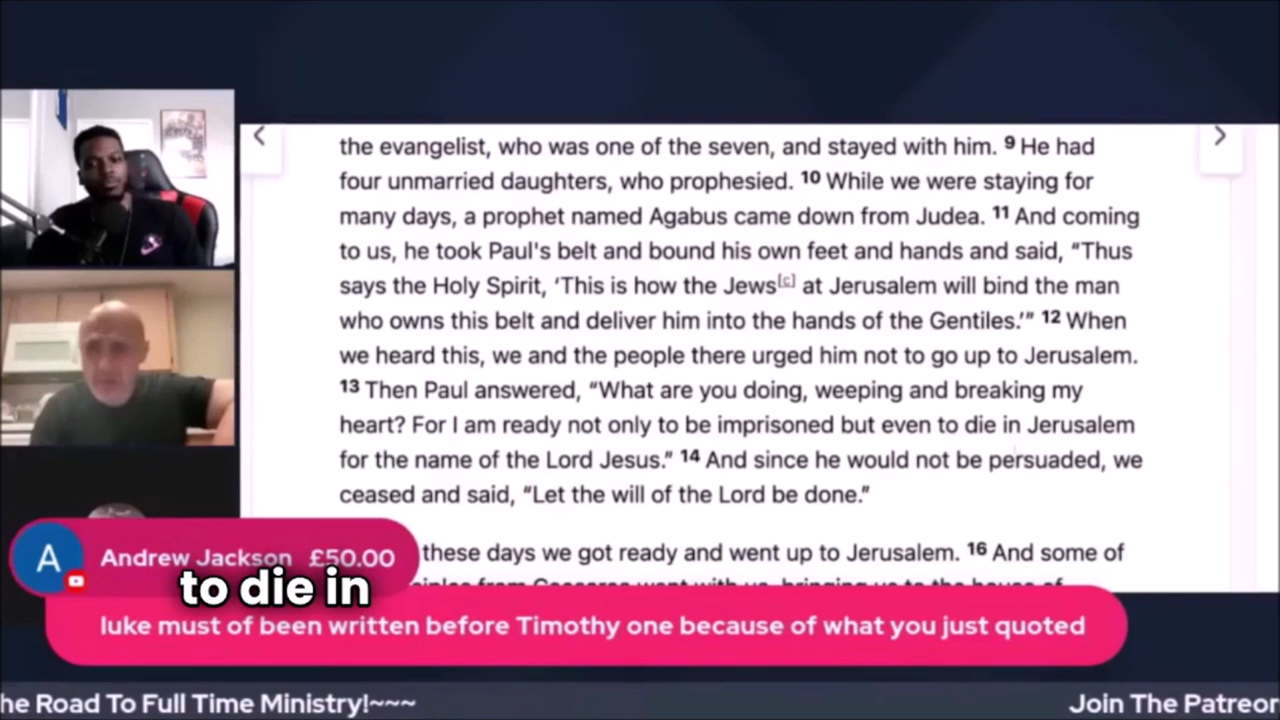 the evangelist, who was one of the seven, and stayed with him. 9 He had
four unmarried daughters, who prophesied. 10 While we were staying for
many days, a prophet named Agabus came down from Judea. 11 And coming
to us, he took Paul's belt and bound his own feet and hands and said, “Thus
says the Holy Spirit, ‘This is how the Jews[c] at Jerusalem will bind the man
who owns this belt and deliver him into the hands of the Gentiles.’” 12 When
we heard this, we and the people there urged him not to go up to Jerusalem.
13 Then Paul answered, “What are you doing, weeping and breaking my
heart? For I am ready not only to be imprisoned but even to die in Jerusalem
for the name of the Lord Jesus.” 14 And since he would not be persuaded, we
ceased and said, “Let the will of the Lord be done.”
these days we got ready and went up to Jerusalem. 16 And some of
A Andrew Jackson £50.00
to die in
luke must of been written before Timothy one because of what you just quoted
he Road To Full Time Ministry!~~~ Join The Patreon